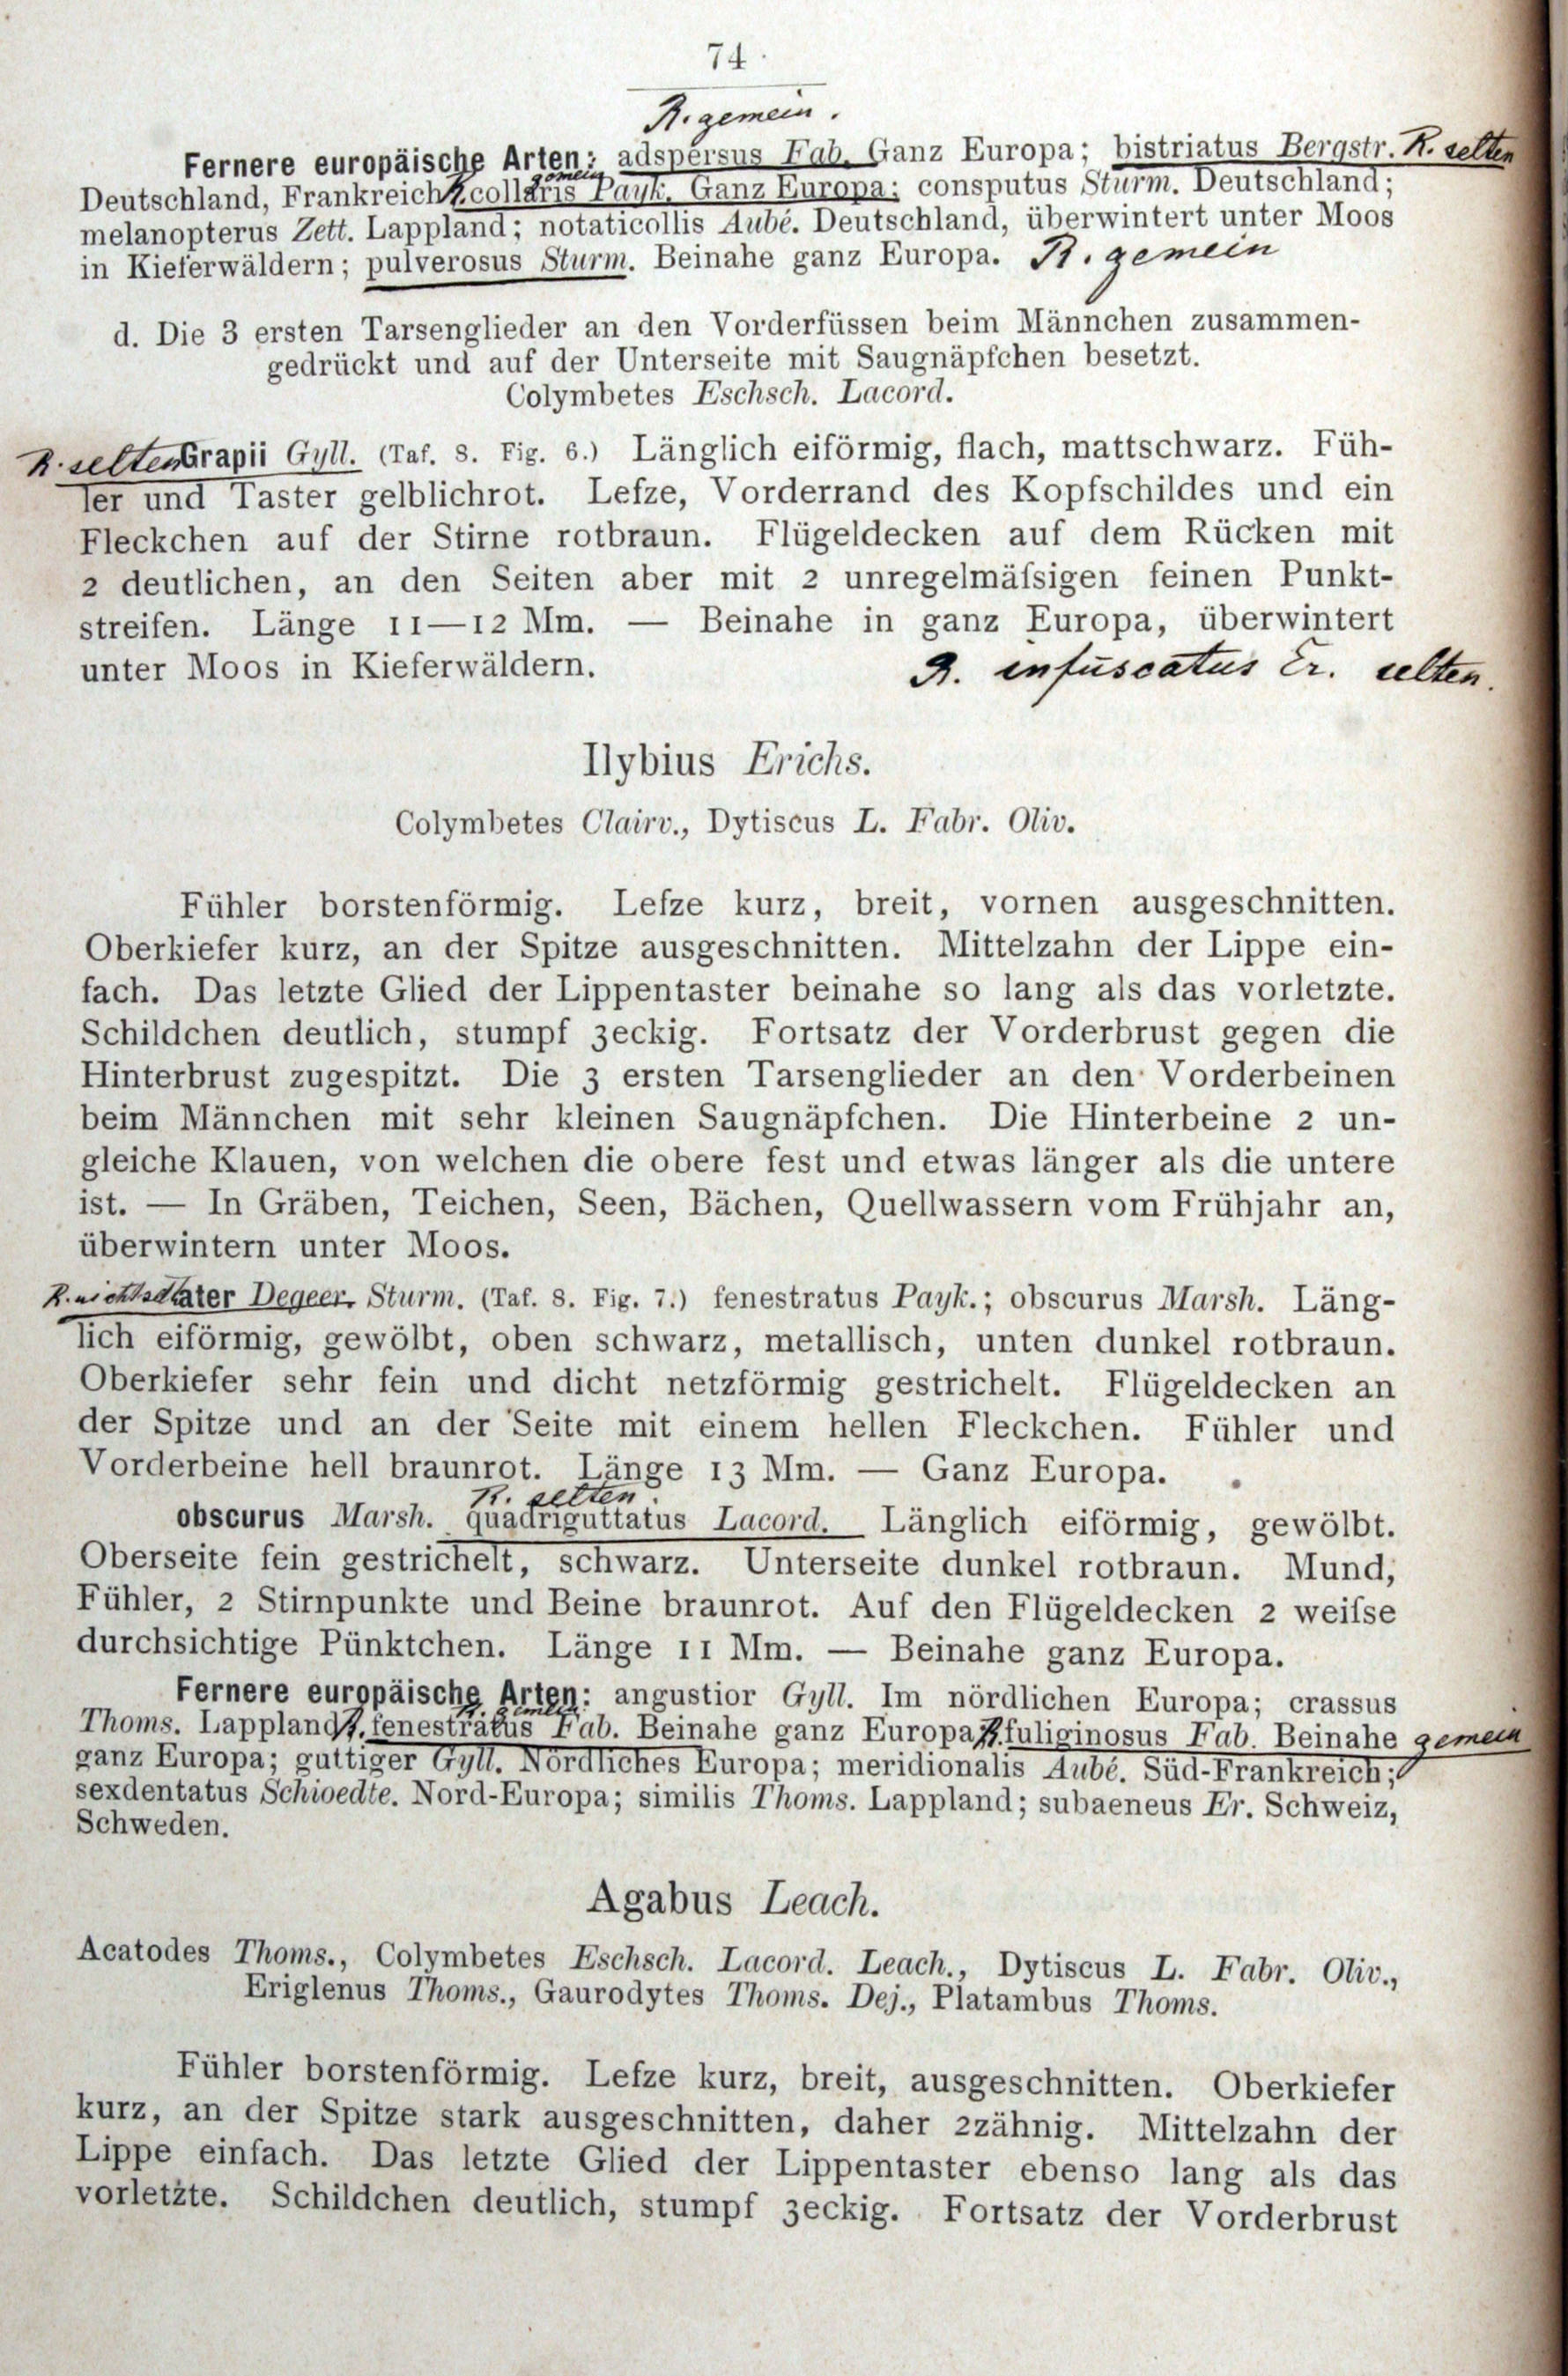 74
R. gemein.
Fernere europäische Arten: adspersus Fab. Ganz Europa; bistriatus Bergstr. R. selten
gemein
Deutschland, Frankreich; R. collaris Payk. Ganz Europa; consputus Sturm. Deutschland;
melanopterus Zett. Lappland; notaticollis Aubé. Deutschland, überwintert unter Moos
in Kieferwäldern; pulverosus Sturm. Beinahe ganz Europa. R. gemein
d. Die 3 ersten Tarsenglieder an den Vorderfüssen beim Männchen zusammen-
gedrückt und auf der Unterseite mit Saugnäpfchen besetzt.
Colymbetes Eschsch. Lacord.
R. selten Grapii Gyll. (Taf. 8. Fig. 6.) Länglich eiförmig, flach, mattschwarz. Füh-
ler und Taster gelblichrot. Lefze, Vorderrand des Kopfschildes und ein
Fleckchen auf der Stirne rotbraun. Flügeldecken auf dem Rücken mit
2 deutlichen, an den Seiten aber mit 2 unregelmäſsigen feinen Punkt-
streifen. Länge 11—12 Mm. — Beinahe in ganz Europa, überwintert
unter Moos in Kieferwäldern. R. infuscatus Er. selten.
Ilybius Erichs.
Colymbetes Clairv., Dytiscus L. Fabr. Oliv.
Fühler borstenförmig. Lefze kurz, breit, vornen ausgeschnitten.
Oberkiefer kurz, an der Spitze ausgeschnitten. Mittelzahn der Lippe ein-
fach. Das letzte Glied der Lippentaster beinahe so lang als das vorletzte.
Schildchen deutlich, stumpf 3eckig. Fortsatz der Vorderbrust gegen die
Hinterbrust zugespitzt. Die 3 ersten Tarsenglieder an den Vorderbeinen
beim Männchen mit sehr kleinen Saugnäpfchen. Die Hinterbeine 2 un-
gleiche Klauen, von welchen die obere fest und etwas länger als die untere
ist. — In Gräben, Teichen, Seen, Bächen, Quellwassern vom Frühjahr an,
überwintern unter Moos.
R. ater Degeer. Sturm. (Taf. 8. Fig. 7.) fenestratus Payk.; obscurus Marsh. Läng-
lich eiförmig, gewölbt, oben schwarz, metallisch, unten dunkel rotbraun.
Oberkiefer sehr fein und dicht netzförmig gestrichelt. Flügeldecken an
der Spitze und an der Seite mit einem hellen Fleckchen. Fühler und
Vorderbeine hell braunrot. Länge 13 Mm. — Ganz Europa.
R. selten.
obscurus Marsh. quadriguttatus Lacord. Länglich eiförmig, gewölbt.
Oberseite fein gestrichelt, schwarz. Unterseite dunkel rotbraun. Mund,
Fühler, 2 Stirnpunkte und Beine braunrot. Auf den Flügeldecken 2 weiſse
durchsichtige Pünktchen. Länge 11 Mm. — Beinahe ganz Europa.
Fernere europäische Arten: angustior Gyll. Im nördlichen Europa; crassus
R. gemein
Thoms. Lappland; R. fenestratus Fab. Beinahe ganz Europa; R. fuliginosus Fab. Beinahe gemein
ganz Europa; guttiger Gyll. Nördliches Europa; meridionalis Aubé. Süd-Frankreich;
sexdentatus Schioedte. Nord-Europa; similis Thoms. Lappland; subaeneus Er. Schweiz,
Schweden.
Agabus Leach.
Acatodes Thoms., Colymbetes Eschsch. Lacord. Leach., Dytiscus L. Fabr. Oliv.,
Eriglenus Thoms., Gaurodytes Thoms. Dej., Platambus Thoms.
Fühler borstenförmig. Lefze kurz, breit, ausgeschnitten. Oberkiefer
kurz, an der Spitze stark ausgeschnitten, daher 2zähnig. Mittelzahn der
Lippe einfach. Das letzte Glied der Lippentaster ebenso lang als das
vorletzte. Schildchen deutlich, stumpf 3eckig. Fortsatz der Vorderbrust